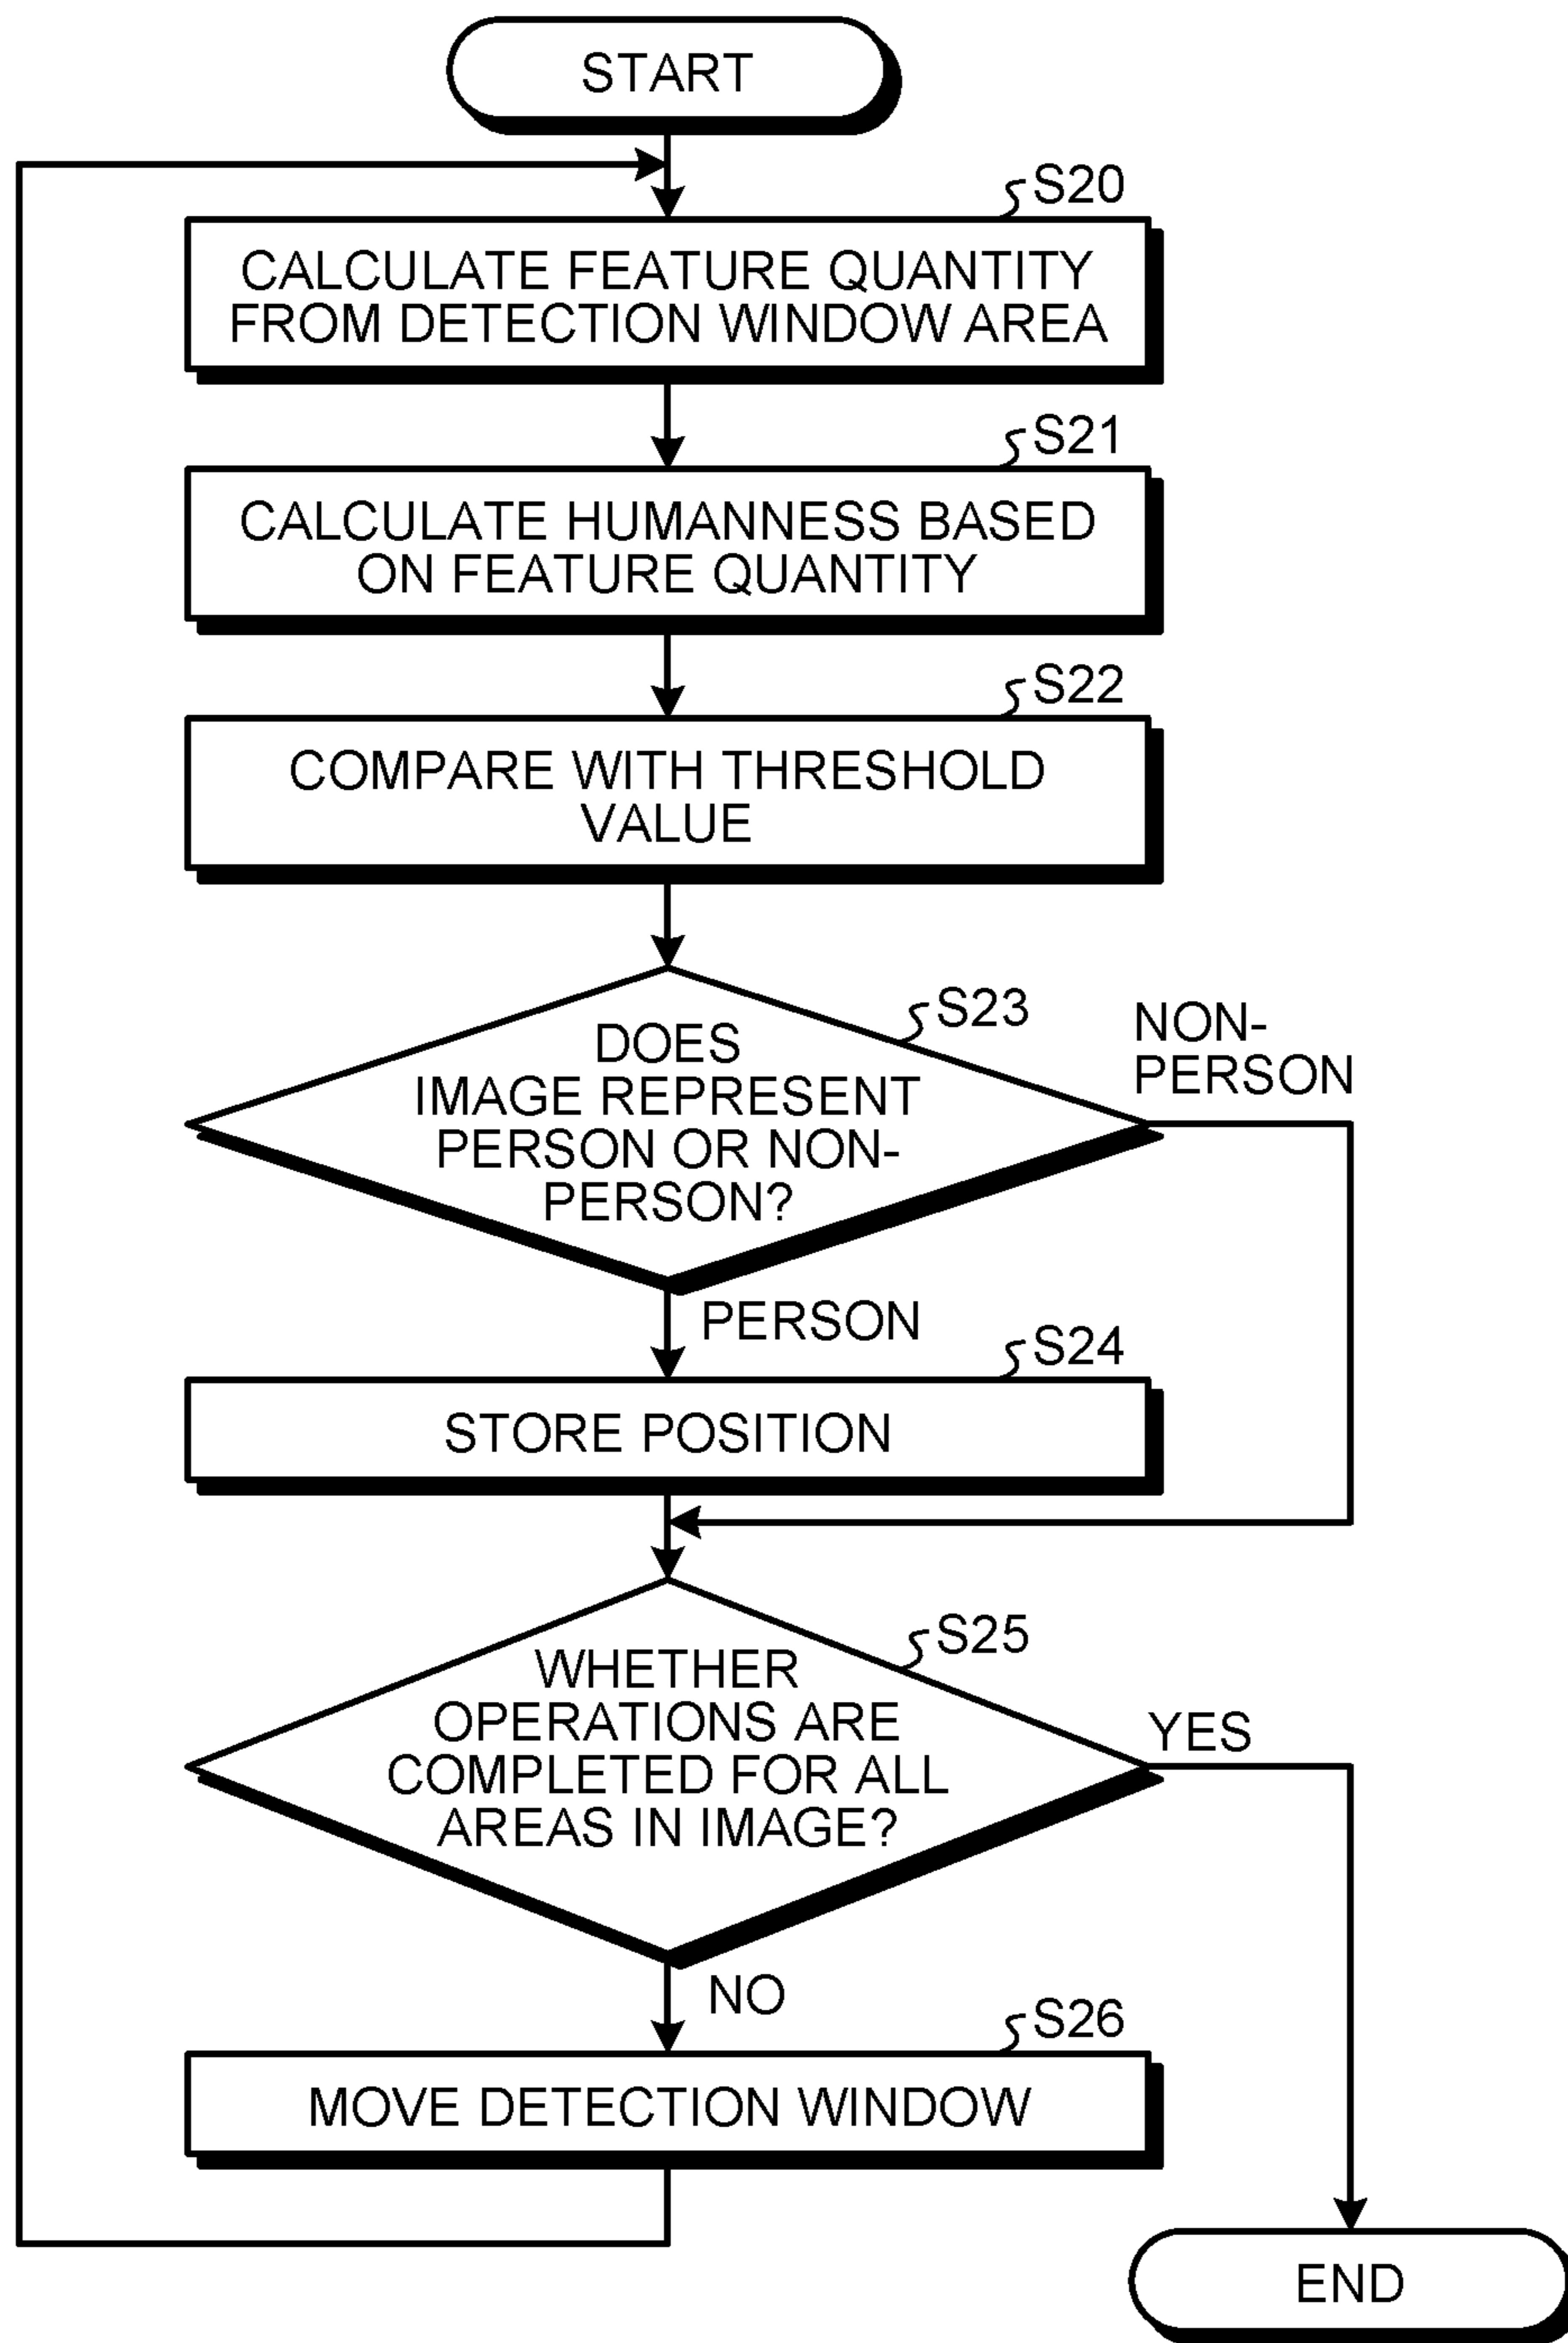 START
S20
CALCULATE FEATURE QUANTITY
FROM DETECTION WINDOW AREA
S21
CALCULATE HUMANNESS BASED
ON FEATURE QUANTITY
S22
COMPARE WITH THRESHOLD
VALUE
S23
DOES
IMAGE REPRESENT
PERSON OR NON-
PERSON?
NON-
PERSON
PERSON
S24
STORE POSITION
S25
WHETHER
OPERATIONS ARE
COMPLETED FOR ALL
AREAS IN IMAGE?
YES
NO
S26
MOVE DETECTION WINDOW
END